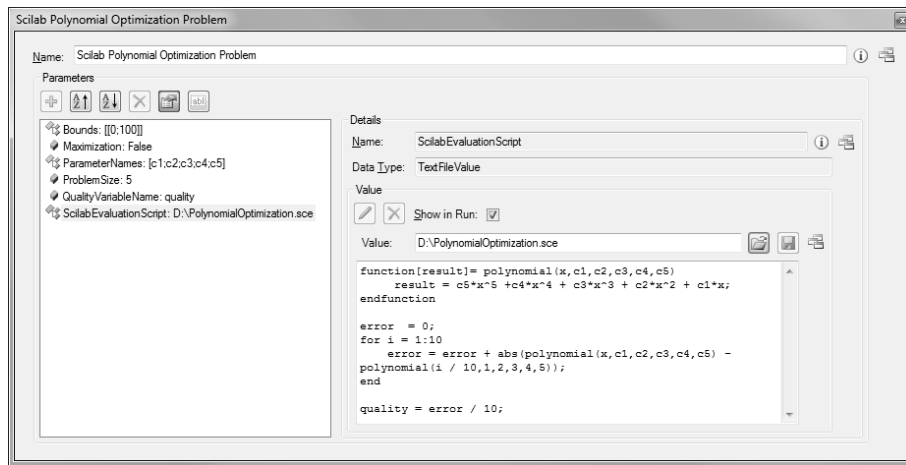 Scilab Polynomial Optimization Problem
Name: Scilab Polynomial Optimization Problem
Parameters
Bounds: [[0;100]]
Maximization: False
ParameterNames: [c1;c2;c3;c4;c5]
ProblemSize: 5
QualityVariableName: quality
ScilabEvaluationScript: D:\PolynomialOptimization.sce
Details
Name: ScilabEvaluationScript
Data Type: TextFileValue
Value
Show in Run:
Value: D:\PolynomialOptimization.sce
function[result]= polynomial(x,c1,c2,c3,c4,c5)
result = c5*x^5 +c4*x^4 + c3*x^3 + c2*x^2 + c1*x;
endfunction
error = 0;
for i = 1:10
error = error + abs(polynomial(x,c1,c2,c3,c4,c5) -
polynomial(i / 10,1,2,3,4,5));
end
quality = error / 10;